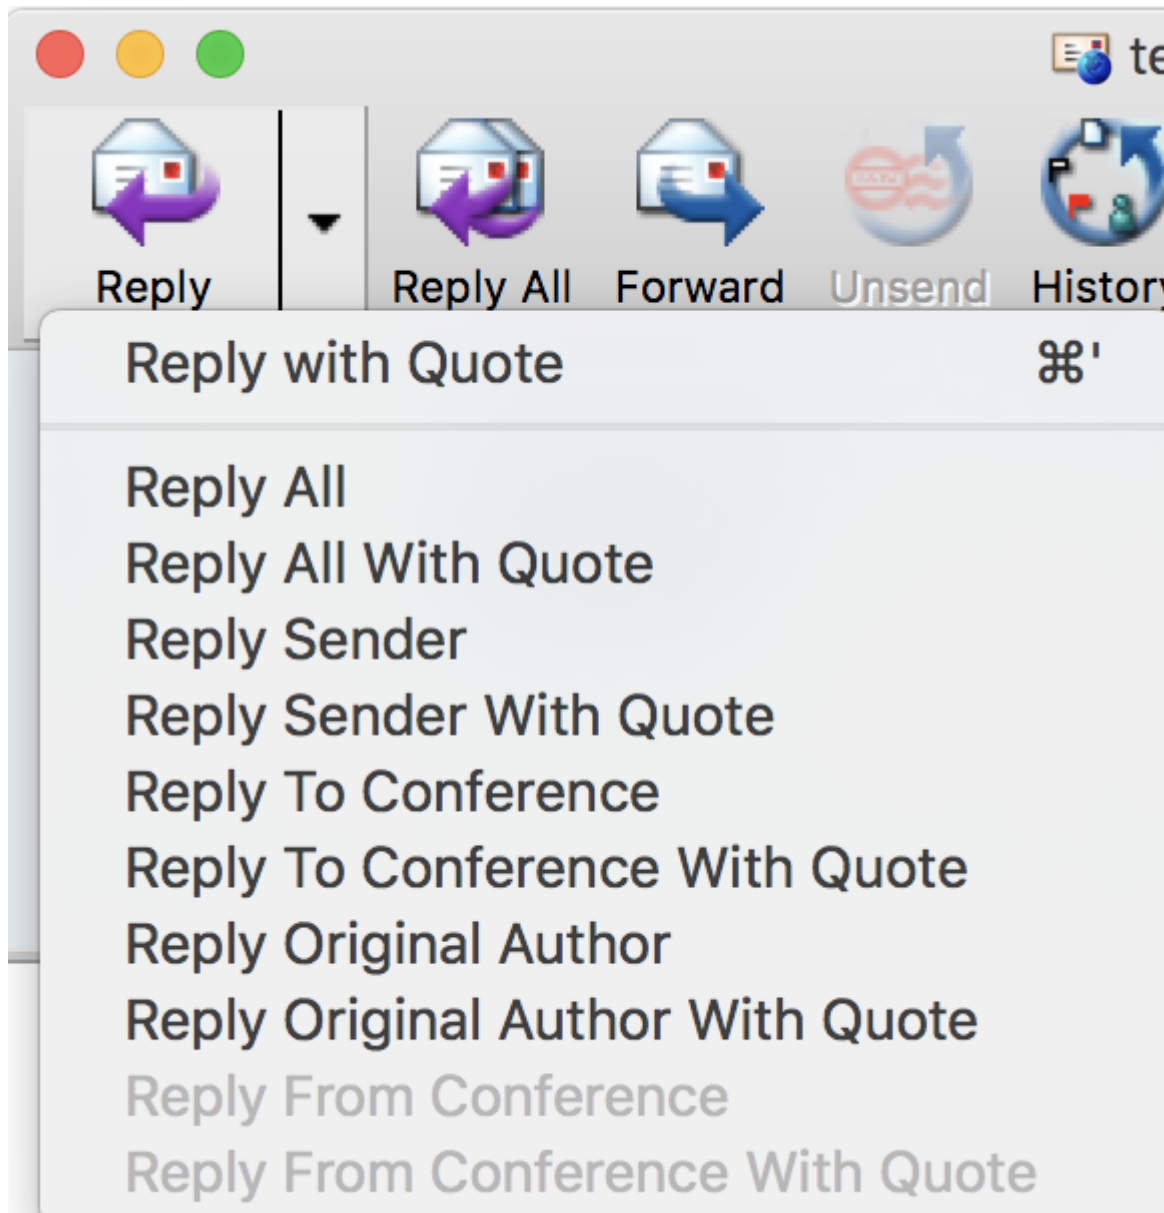 te
Reply
Reply All
Forward
Unsend
History
Reply with Quote ⌘'
Reply All
Reply All With Quote
Reply Sender
Reply Sender With Quote
Reply To Conference
Reply To Conference With Quote
Reply Original Author
Reply Original Author With Quote
Reply From Conference
Reply From Conference With Quote